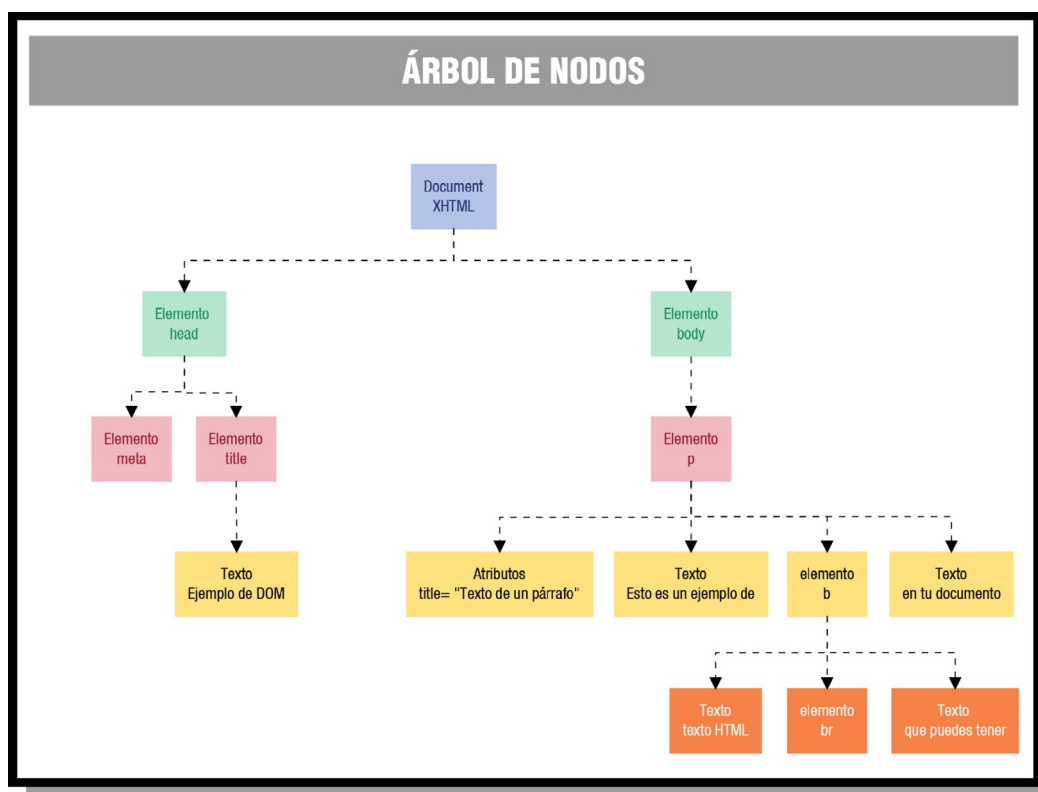 ÁRBOL DE NODOS
Document
XHTML
Elemento
head
Elemento
body
Elemento
meta
Elemento
title
Elemento
p
Texto
Ejemplo de DOM
Atributos
title= "Texto de un párrafo"
Texto
Esto es un ejemplo de
elemento
b
Texto
en tu documento
Texto
texto HTML
elemento
br
Texto
que puedes tener